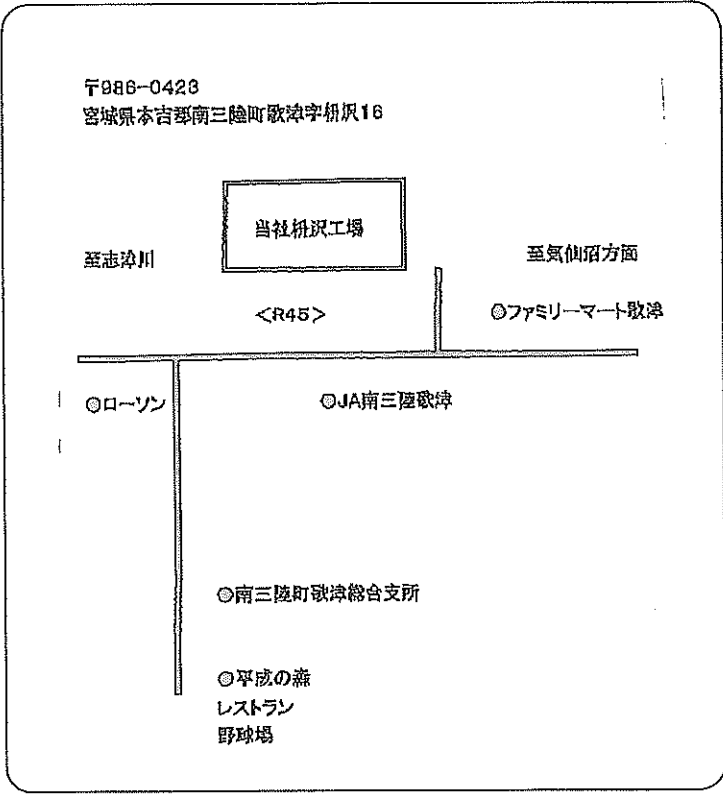 〒986-0423
宮城県本吉郡南三陸町歌津字枡沢16
当社枡沢工場
至志津川
至気仙沼方面
<R45>
◎ファミリーマート歌津
◎ローソン
◎JA南三陸歌津
◎南三陸町歌津総合支所
◎平成の森
レストラン
野球場